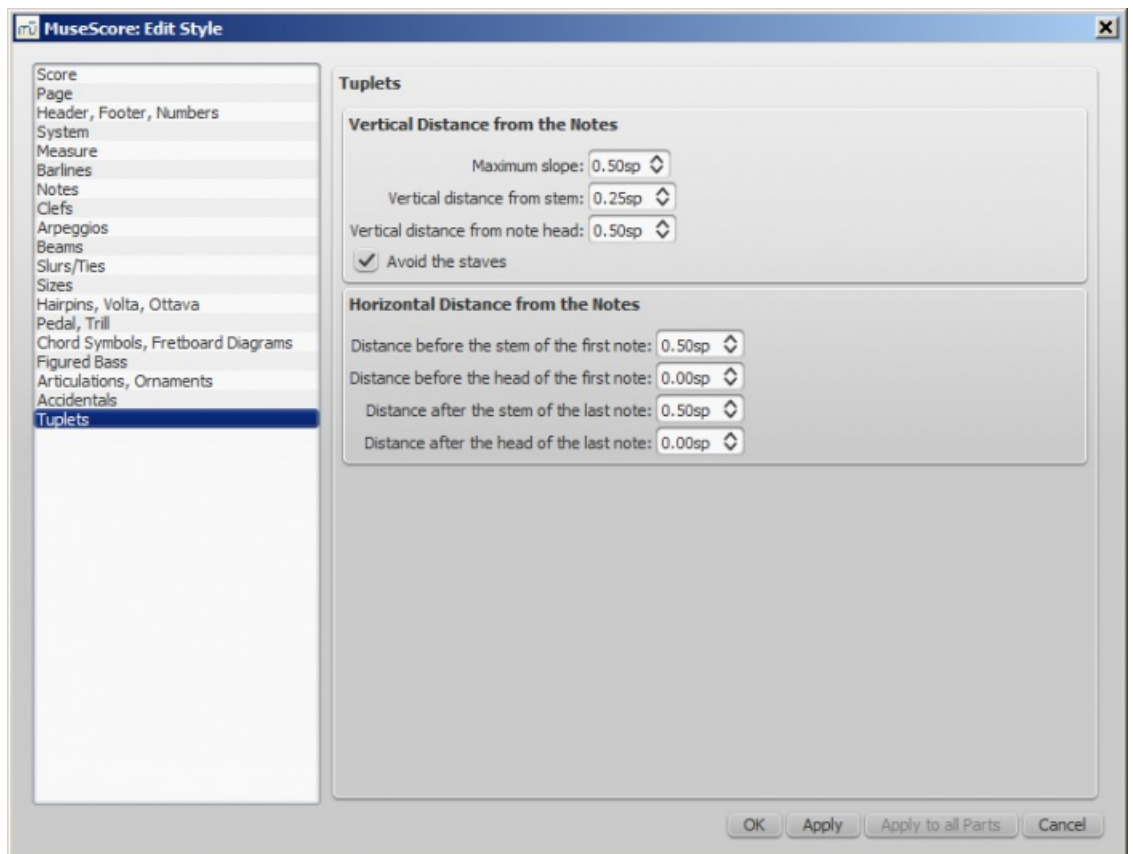 mü MuseScore: Edit Style
Score
Page
Header, Footer, Numbers
System
Measure
Barlines
Notes
Clefs
Arpeggios
Beams
Slurs/Ties
Sizes
Hairpins, Volta, Ottava
Pedal, Trill
Chord Symbols, Fretboard Diagrams
Figured Bass
Articulations, Ornaments
Accidentals
Tuplets
Tuplets
Vertical Distance from the Notes
Maximum slope: 0.50sp
Vertical distance from stem: 0.25sp
Vertical distance from note head: 0.50sp
Avoid the staves
Horizontal Distance from the Notes
Distance before the stem of the first note: 0.50sp
Distance before the head of the first note: 0.00sp
Distance after the stem of the last note: 0.50sp
Distance after the head of the last note: 0.00sp
OK Apply Apply to all Parts Cancel